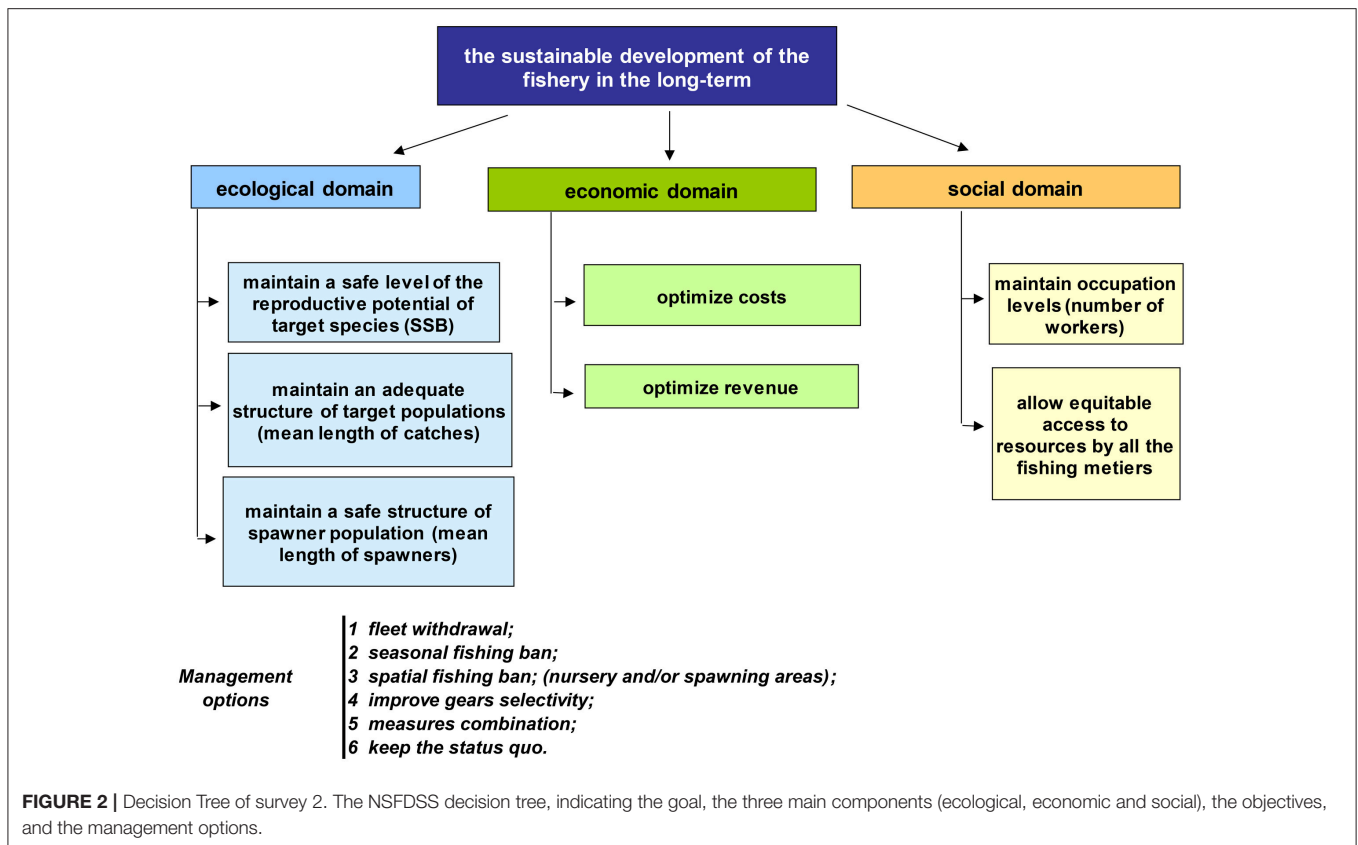 the sustainable development of the
fishery in the long-term
ecological domain
economic domain
social domain
maintain a safe level of the
reproductive potential of
target species (SSB)
maintain an adequate
structure of target populations
(mean length of catches)
maintain a safe structure of
spawner population (mean
length of spawners)
optimize costs
optimize revenue
maintain occupation
levels (number of
workers)
allow equitable
access to
resources by all the
fishing metiers
Management
options
1 fleet withdrawal;
2 seasonal fishing ban;
3 spatial fishing ban; (nursery and/or spawning areas);
4 improve gears selectivity;
5 measures combination;
6 keep the status quo.
FIGURE 2 | Decision Tree of survey 2. The NSFDSS decision tree, indicating the goal, the three main components (ecological, economic and social), the objectives,
and the management options.